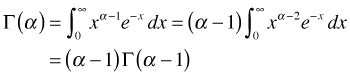 Γ(α) = ∫₀^∞ x^{α−1} e^{−x} dx = (α−1) ∫₀^∞ x^{α−2} e^{−x} dx
= (α−1)Γ(α−1)